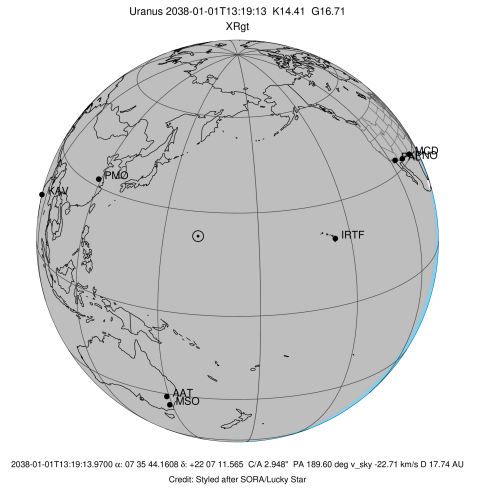 Uranus 2038-01-01T13:19:13 K14.41 G16.71
XRgt
MCD
KAV
PMO
IRTF
AAT
MSO
2038-01-01T13:19:13.9700 α: 07 35 44.1608 δ: +22 07 11.565 C/A 2.948" PA 189.60 deg v_sky -22.71 km/s D 17.74 AU
Credit: Styled after SORA/Lucky Star